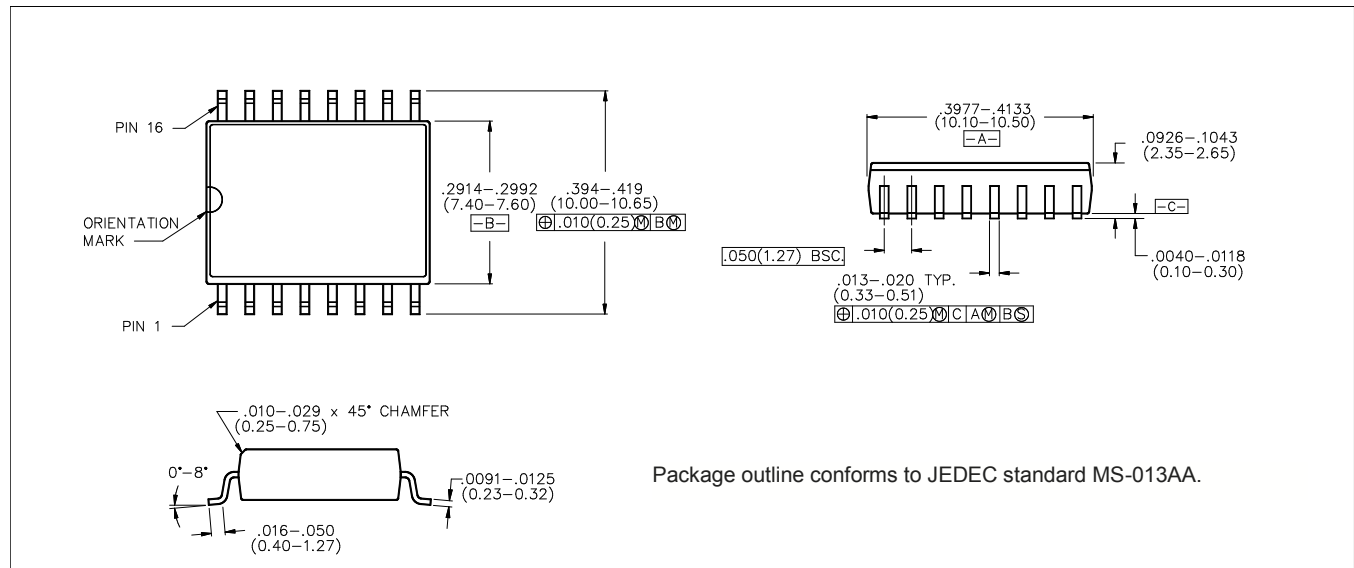 PIN 16
ORIENTATION
MARK
PIN 1
.2914–.2992
(7.40–7.60)
–B–
.394–.419
(10.00–10.65)
⌖ .010(0.25)Ⓜ B Ⓜ
.3977–.4133
(10.10–10.50)
–A–
.0926–.1043
(2.35–2.65)
–C–
.050(1.27) BSC.
.0040–.0118
(0.10–0.30)
.013–.020 TYP.
(0.33–0.51)
⌖ .010(0.25)Ⓜ C A Ⓜ B Ⓢ
.010–.029 x 45° CHAMFER
(0.25–0.75)
0°–8°
.0091–.0125
(0.23–0.32)
.016–.050
(0.40–1.27)
Package outline conforms to JEDEC standard MS-013AA.